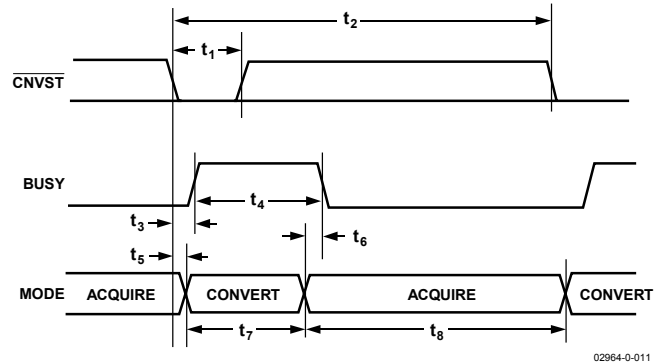 t2
t1
CNVST
BUSY
t4
t3
t6
t5
MODE ACQUIRE CONVERT ACQUIRE CONVERT
t7 t8
02964-0-011